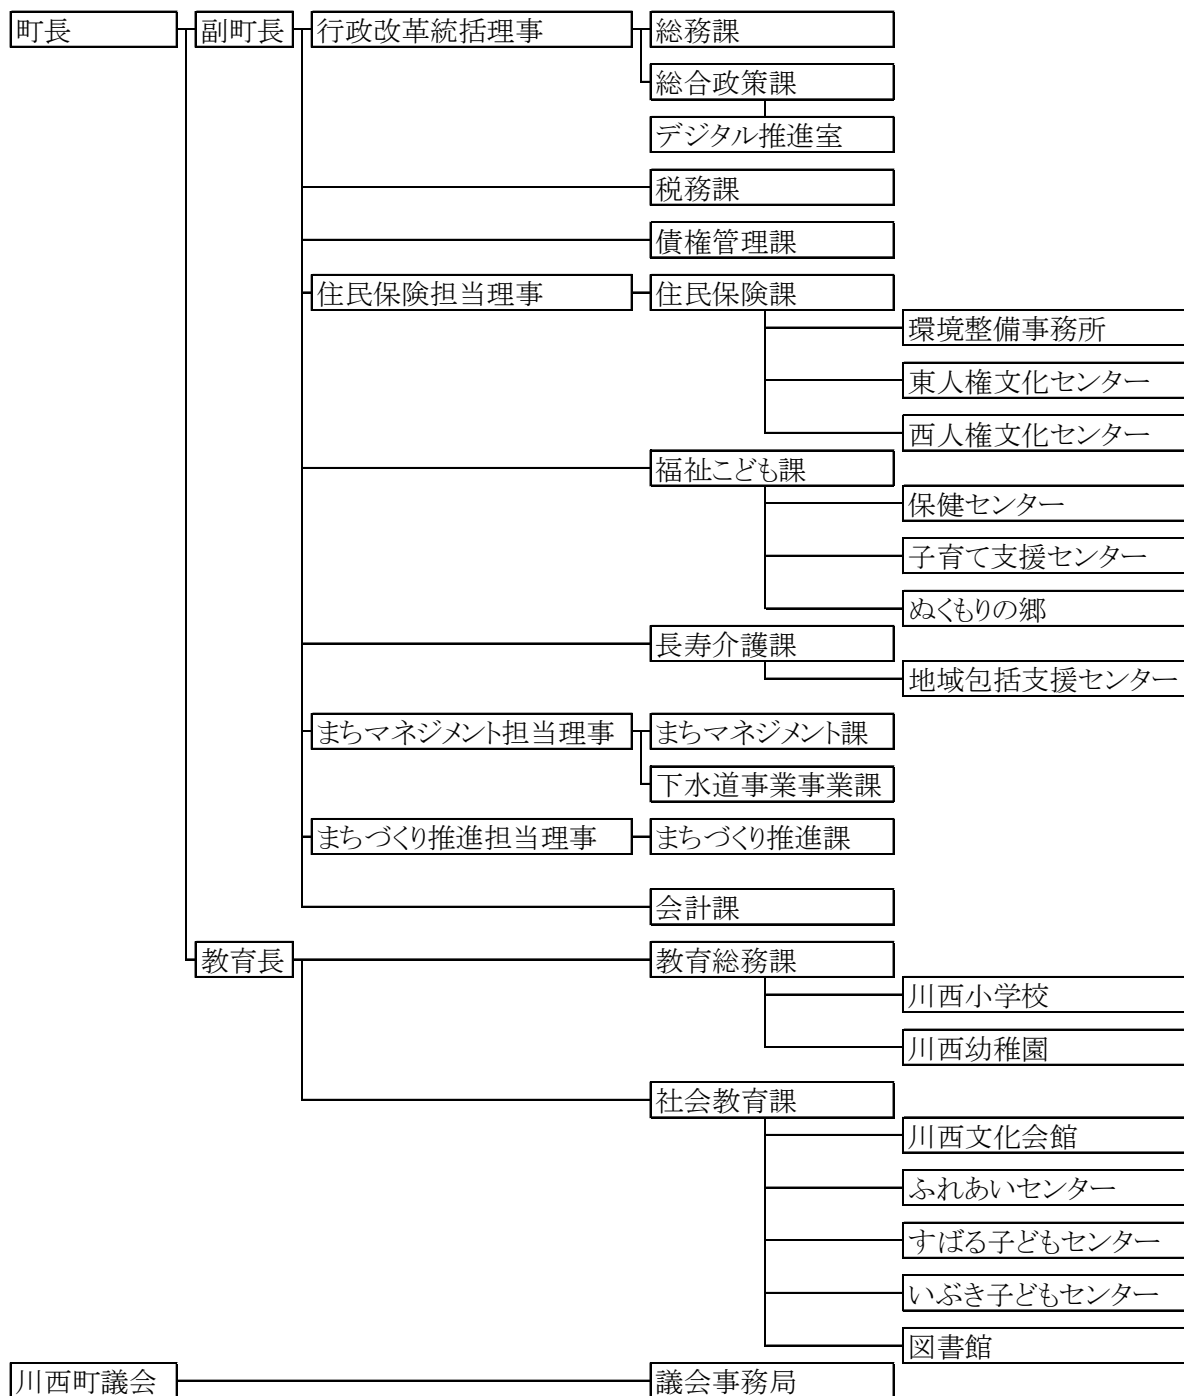 町長
副町長
行政改革統括理事
総務課
総合政策課
デジタル推進室
税務課
債権管理課
住民保険担当理事
住民保険課
環境整備事務所
東人権文化センター
西人権文化センター
福祉こども課
保健センター
子育て支援センター
ぬくもりの郷
長寿介護課
地域包括支援センター
まちマネジメント担当理事
まちマネジメント課
下水道事業事業課
まちづくり推進担当理事
まちづくり推進課
会計課
教育長
教育総務課
川西小学校
川西幼稚園
社会教育課
川西文化会館
ふれあいセンター
すばる子どもセンター
いぶき子どもセンター
図書館
川西町議会
議会事務局